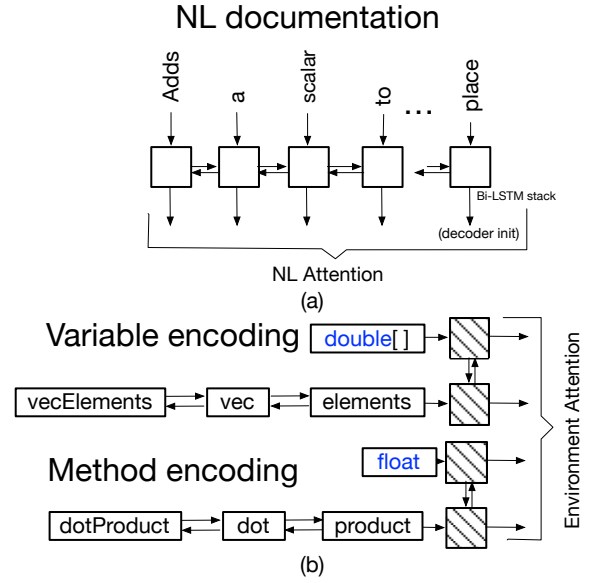 NL documentation
Adds a scalar to ... place
Bi-LSTM stack
(decoder init)
NL Attention
(a)
Variable encoding double[ ]
vecElements vec elements
Environment Attention
Method encoding float
dotProduct dot product
(b)